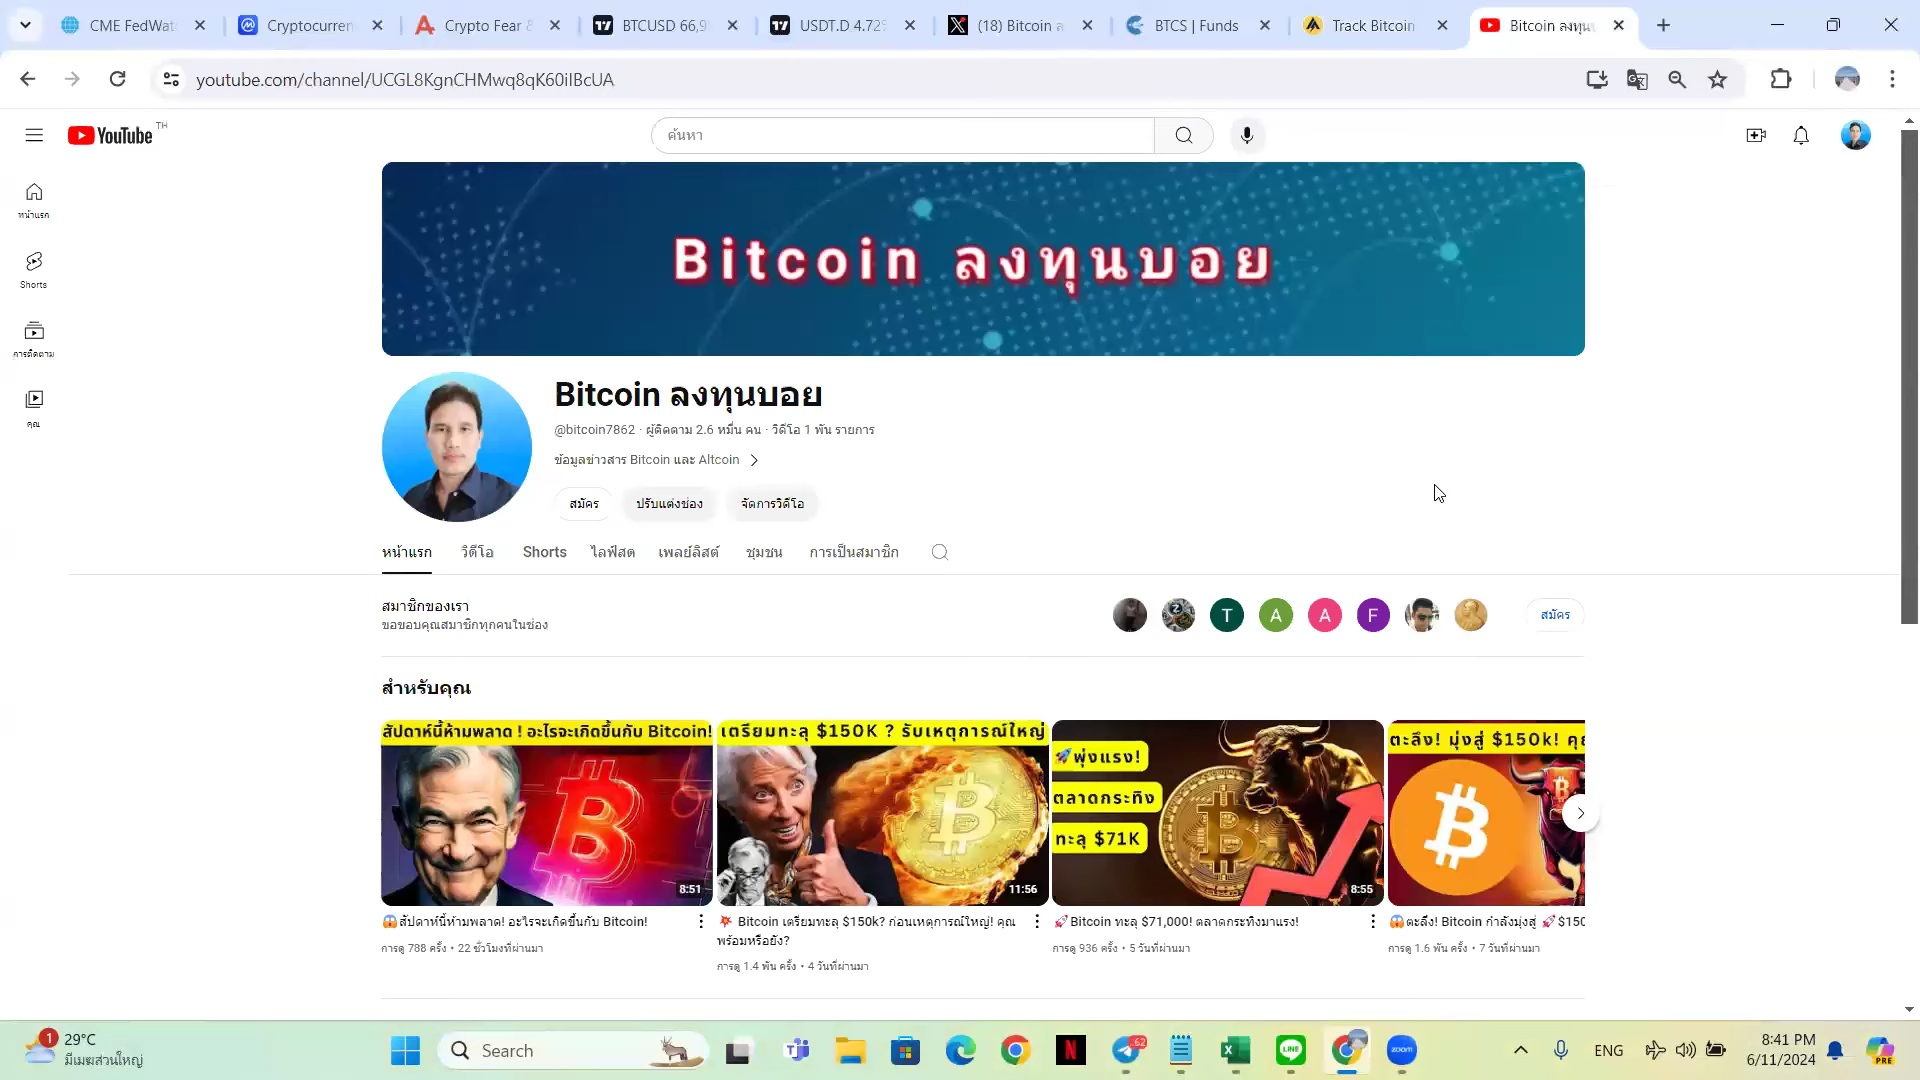 CME FedWat
Cryptocurren
Crypto Fear &
BTCUSD 66,9
USDT.D 4.72%
(18) Bitcoin ล
BTCS | Funds
Track Bitcoin
Bitcoin ลงทุน
youtube.com/channel/UCGL8KgnCHMwq8qK60iIBcUA
YouTube TH
ค้นหา
หน้าแรก
Shorts
การติดตาม
คุณ
Bitcoin ลงทุนบอย
Bitcoin ลงทุนบอย
@bitcoin7862 · ผู้ติดตาม 2.6 หมื่น คน · วิดีโอ 1 พัน รายการ
ข้อมูลข่าวสาร Bitcoin และ Altcoin
สมัคร
ปรับแต่งช่อง
จัดการวิดีโอ
หน้าแรก
วิดีโอ
Shorts
ไลฟ์สด
เพลย์ลิสต์
ชุมชน
การเป็นสมาชิก
สมาชิกของเรา
ขอขอบคุณสมาชิกทุกคนในช่อง
Z
T
A
A
F
สมัคร
สำหรับคุณ
สัปดาห์นี้ห้ามพลาด ! อะไรจะเกิดขึ้นกับ Bitcoin!
8:51
เตรียมทะลุ $150K ? รับเหตุการณ์ใหญ่
11:56
🚀พุ่งแรง!
ตลาดกระทิง
ทะลุ $71K
8:55
ตะลึง! มุ่งสู่ $150k! คุ
😱สัปดาห์นี้ห้ามพลาด! อะไรจะเกิดขึ้นกับ Bitcoin!
การดู 788 ครั้ง • 22 ชั่วโมงที่ผ่านมา
💥 Bitcoin เตรียมทะลุ $150k? ก่อนเหตุการณ์ใหญ่! คุณ
พร้อมหรือยัง?
การดู 1.4 พัน ครั้ง • 4 วันที่ผ่านมา
🚀Bitcoin ทะลุ $71,000! ตลาดกระทิงมาแรง!
การดู 936 ครั้ง • 5 วันที่ผ่านมา
😱ตะลึง! Bitcoin กำลังมุ่งสู่ 🚀$150
การดู 1.6 พัน ครั้ง • 7 วันที่ผ่านมา
1
29°C
มีเมฆส่วนใหญ่
Search
62
LINE
zoom
ENG
8:41 PM
6/11/2024
PRE